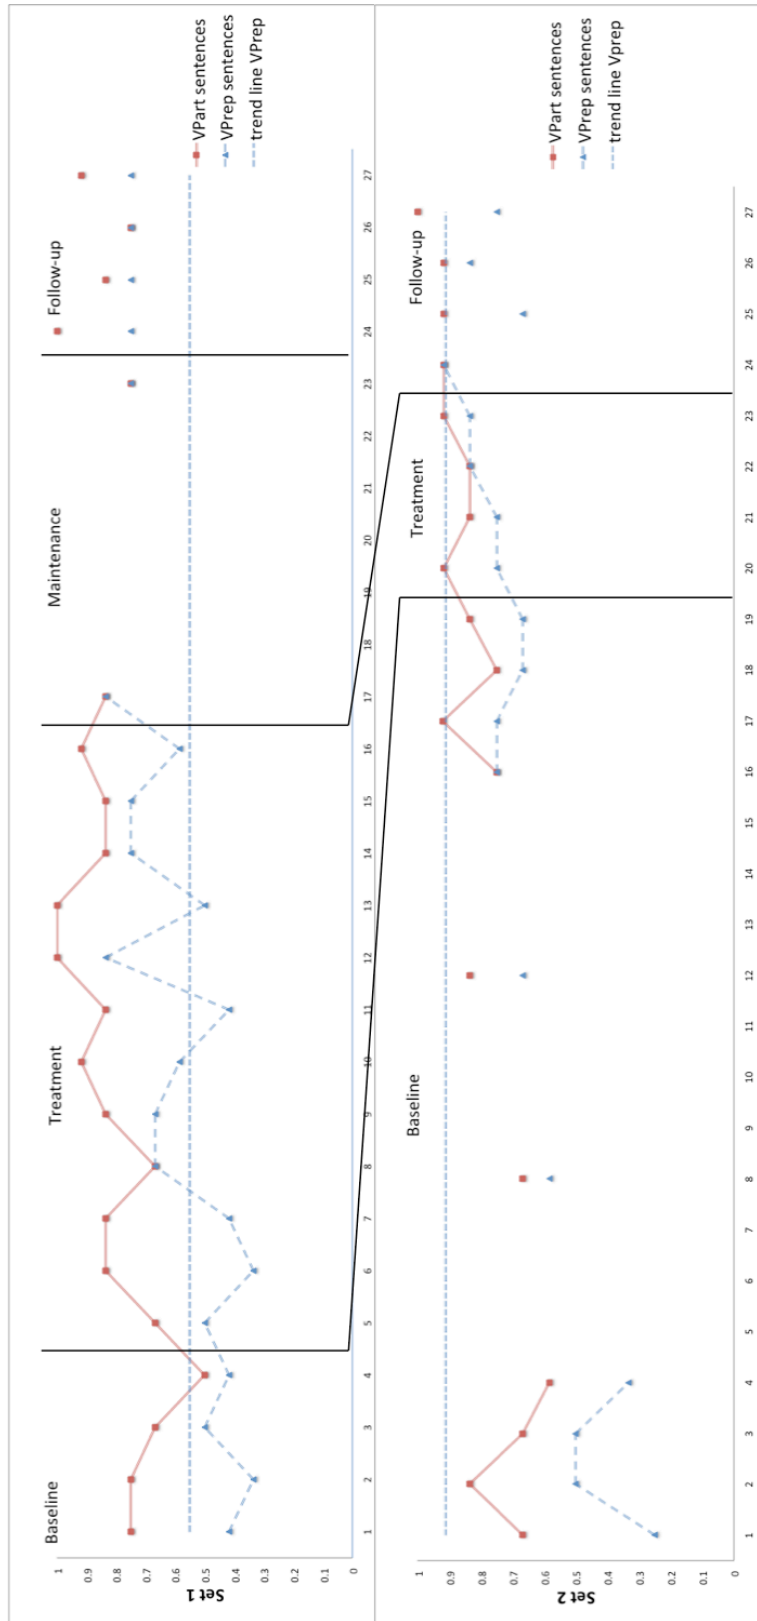 Baseline
Treatment
Maintenance
Follow-up
Set 1
1
0.9
0.8
0.7
0.6
0.5
0.4
0.3
0.2
0.1
0
1 2 3 4 5 6 7 8 9 10 11 12 13 14 15 16 17 18 19 20 21 22 23 24 25 26 27
VPart sentences
VPrep sentences
trend line VPrep
Baseline
Treatment
Follow-up
Set 2
1
0.9
0.8
0.7
0.6
0.5
0.4
0.3
0.2
0.1
0
1 2 3 4 5 6 7 8 9 10 11 12 13 14 15 16 17 18 19 20 21 22 23 24 25 26 27
VPart sentences
VPrep sentences
trend line Vprep